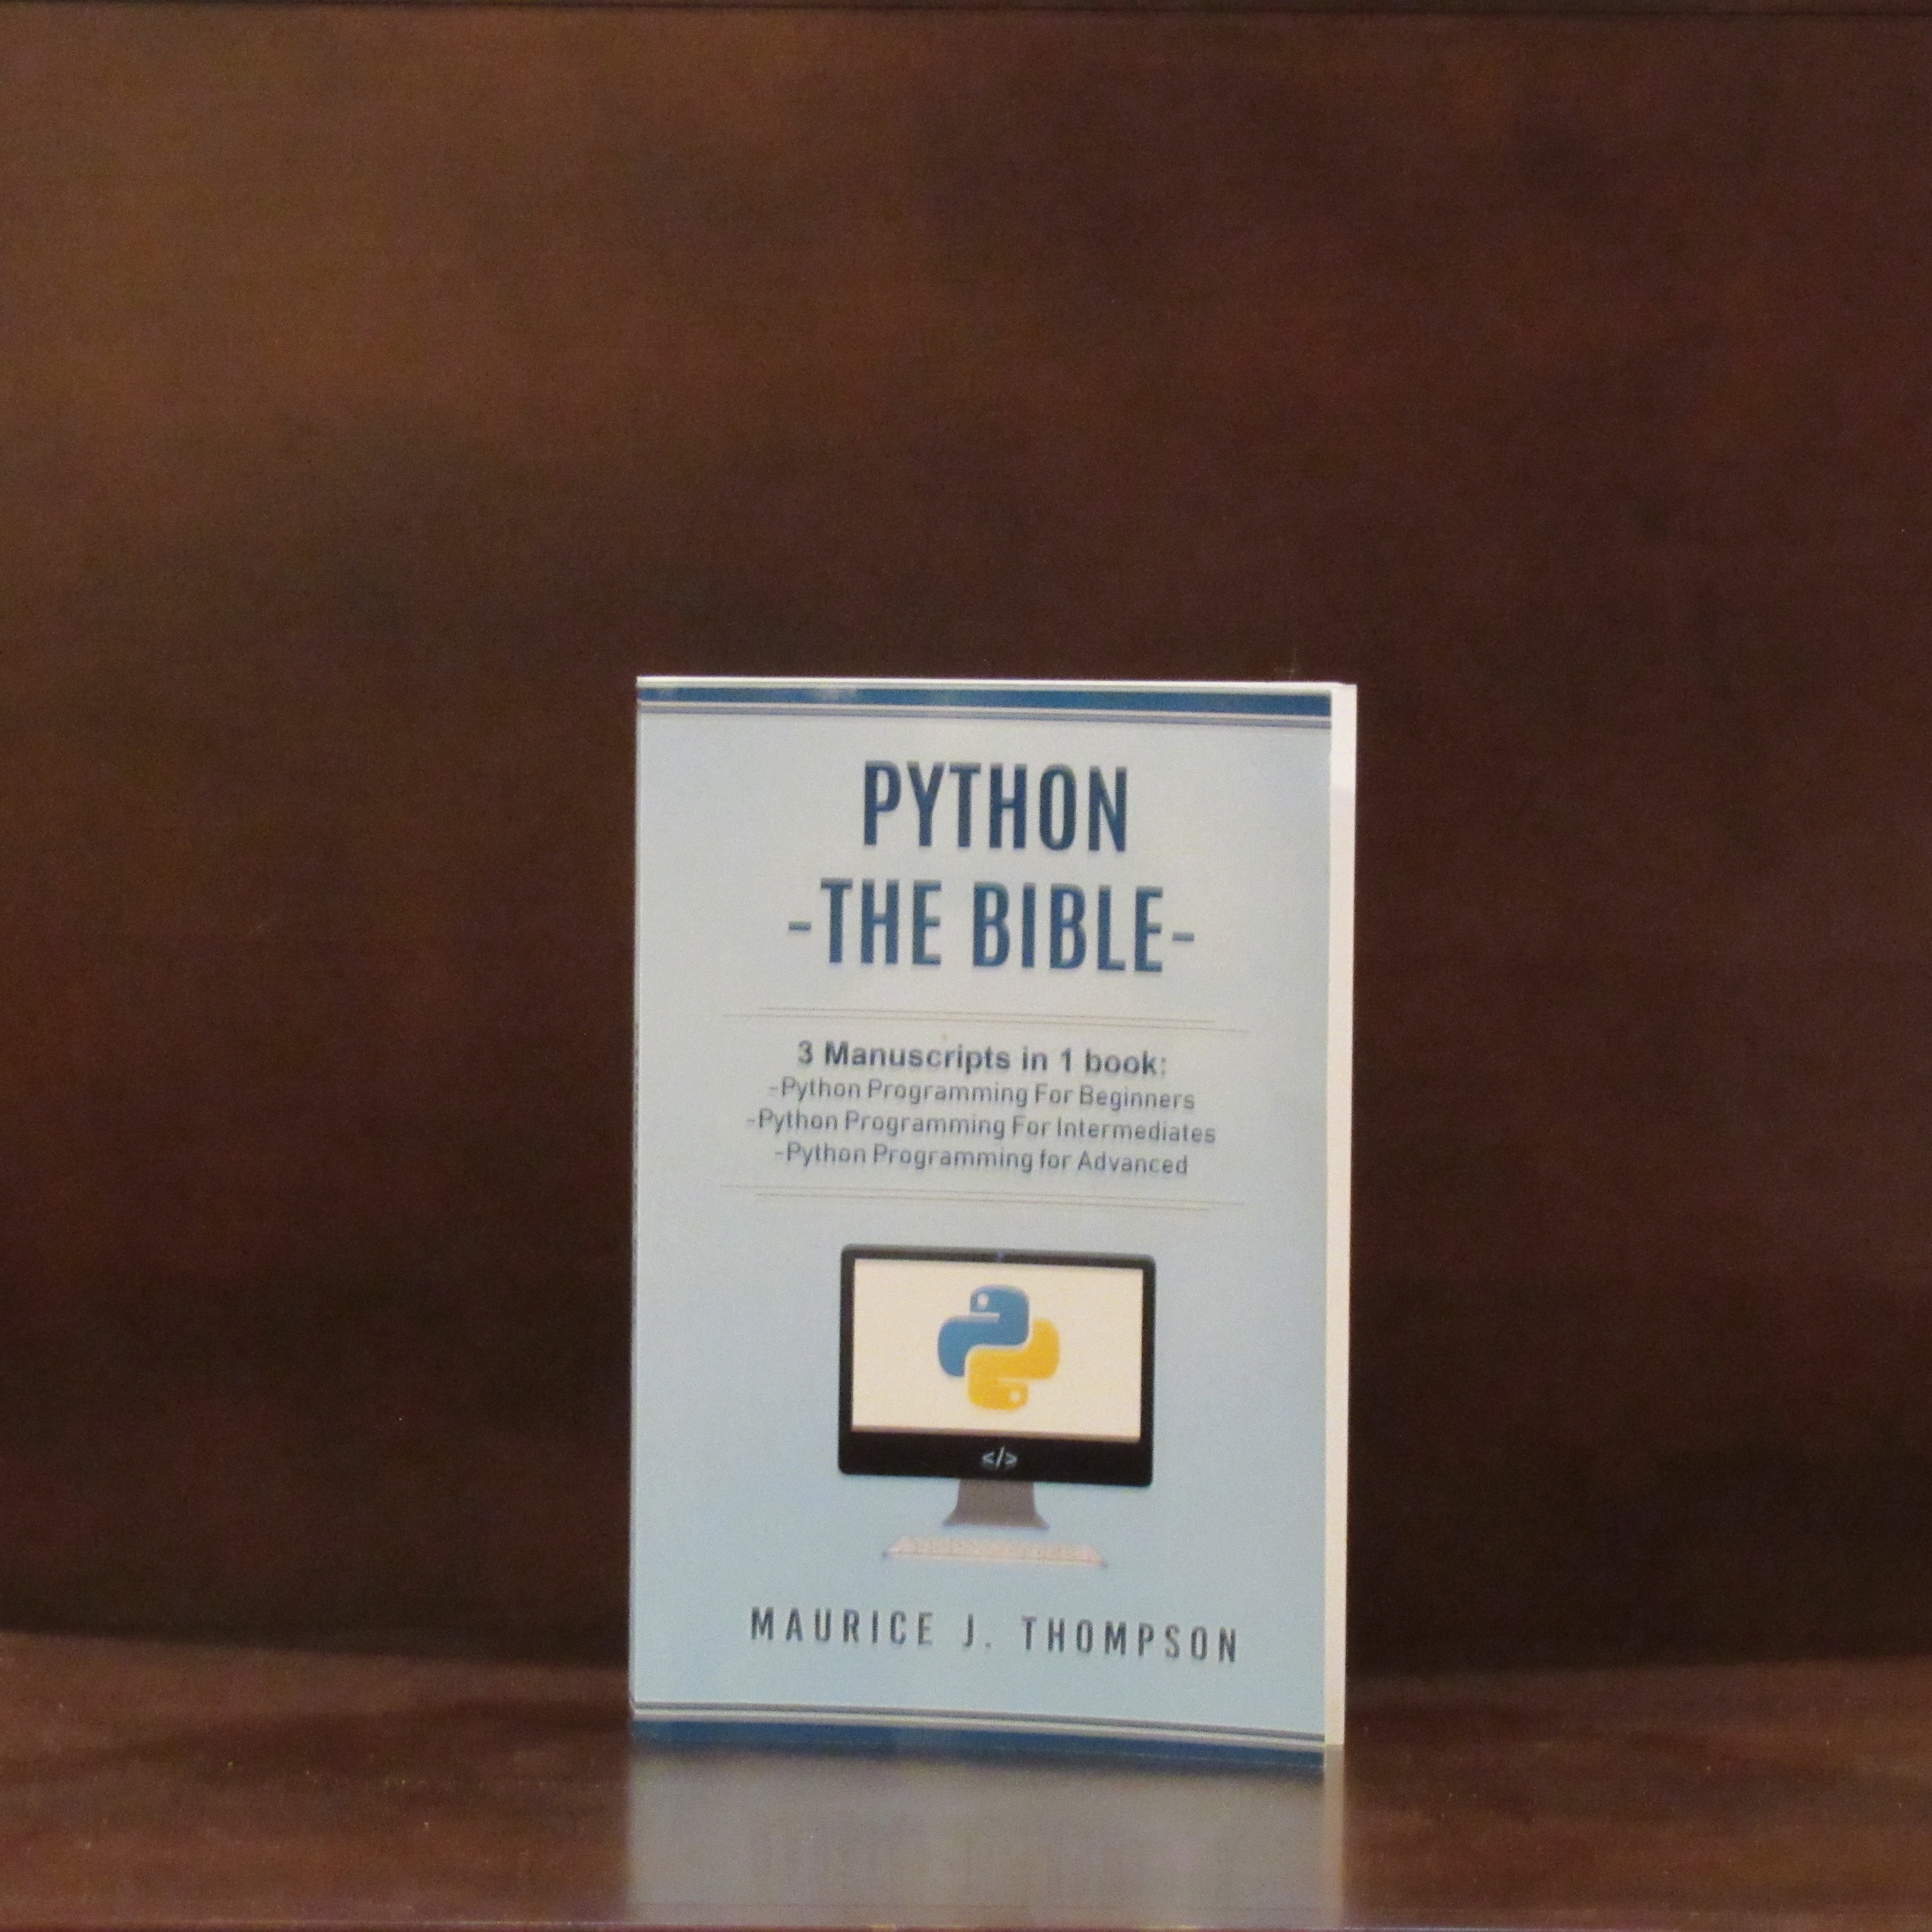 PYTHON
-THE BIBLE-
3 Manuscripts in 1 book:
-Python Programming For Beginners
-Python Programming For Intermediates
-Python Programming for Advanced
</>
MAURICE J. THOMPSON